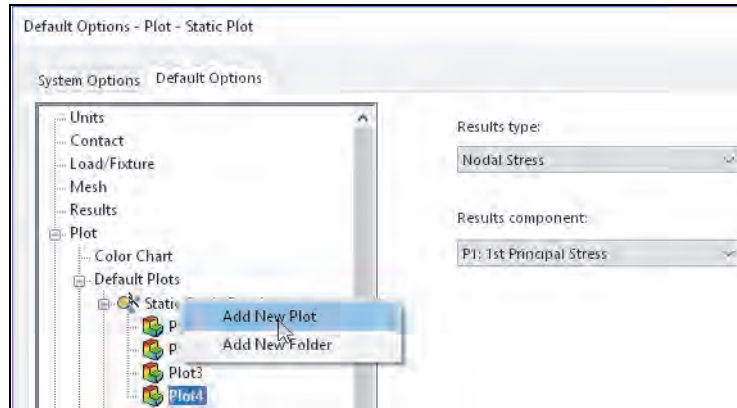 Default Options - Plot - Static Plot
System Options Default Options
Units
Contact
Load/Fixture
Mesh
Results
Plot
Color Chart
Default Plots
Static
P
P
Plot3
Plot4
Add New Plot
Add New Folder
Results type:
Nodal Stress
Results component:
P1: 1st Principal Stress